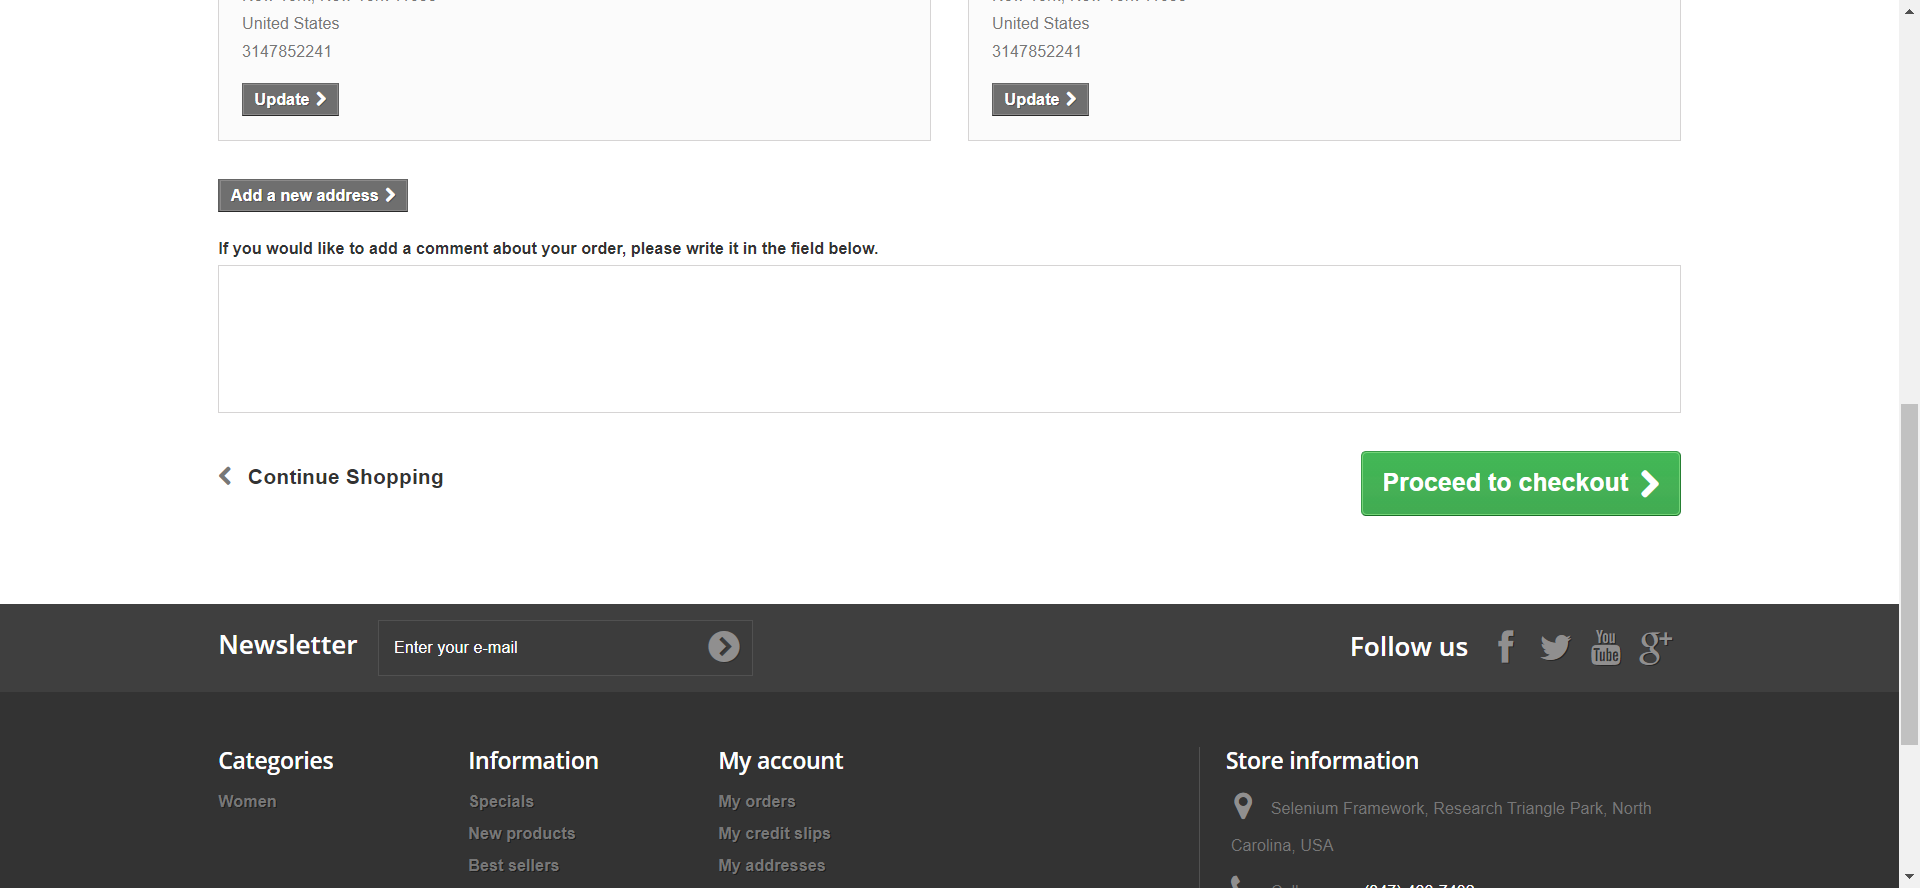 United States
3147852241
Update
United States
3147852241
Update
Add a new address
If you would like to add a comment about your order, please write it in the field below.
Continue Shopping
Proceed to checkout
Newsletter
Enter your e-mail
Follow us
You
Tube
g+
Categories
Women
Information
Specials
New products
Best sellers
My account
My orders
My credit slips
My addresses
Store information
Selenium Framework, Research Triangle Park, North
Carolina, USA